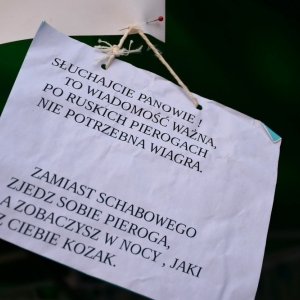 SŁUCHAJCIE PANOWIE !
TO WIADOMOŚĆ WAŻNA,
PO RUSKICH PIEROGACH
NIE POTRZEBNA WIAGRA.
ZAMIAST SCHABOWEGO
ZJEDZ SOBIE PIEROGA,
A ZOBACZYSZ W NOCY , JAKI
Z CIEBIE KOZAK.